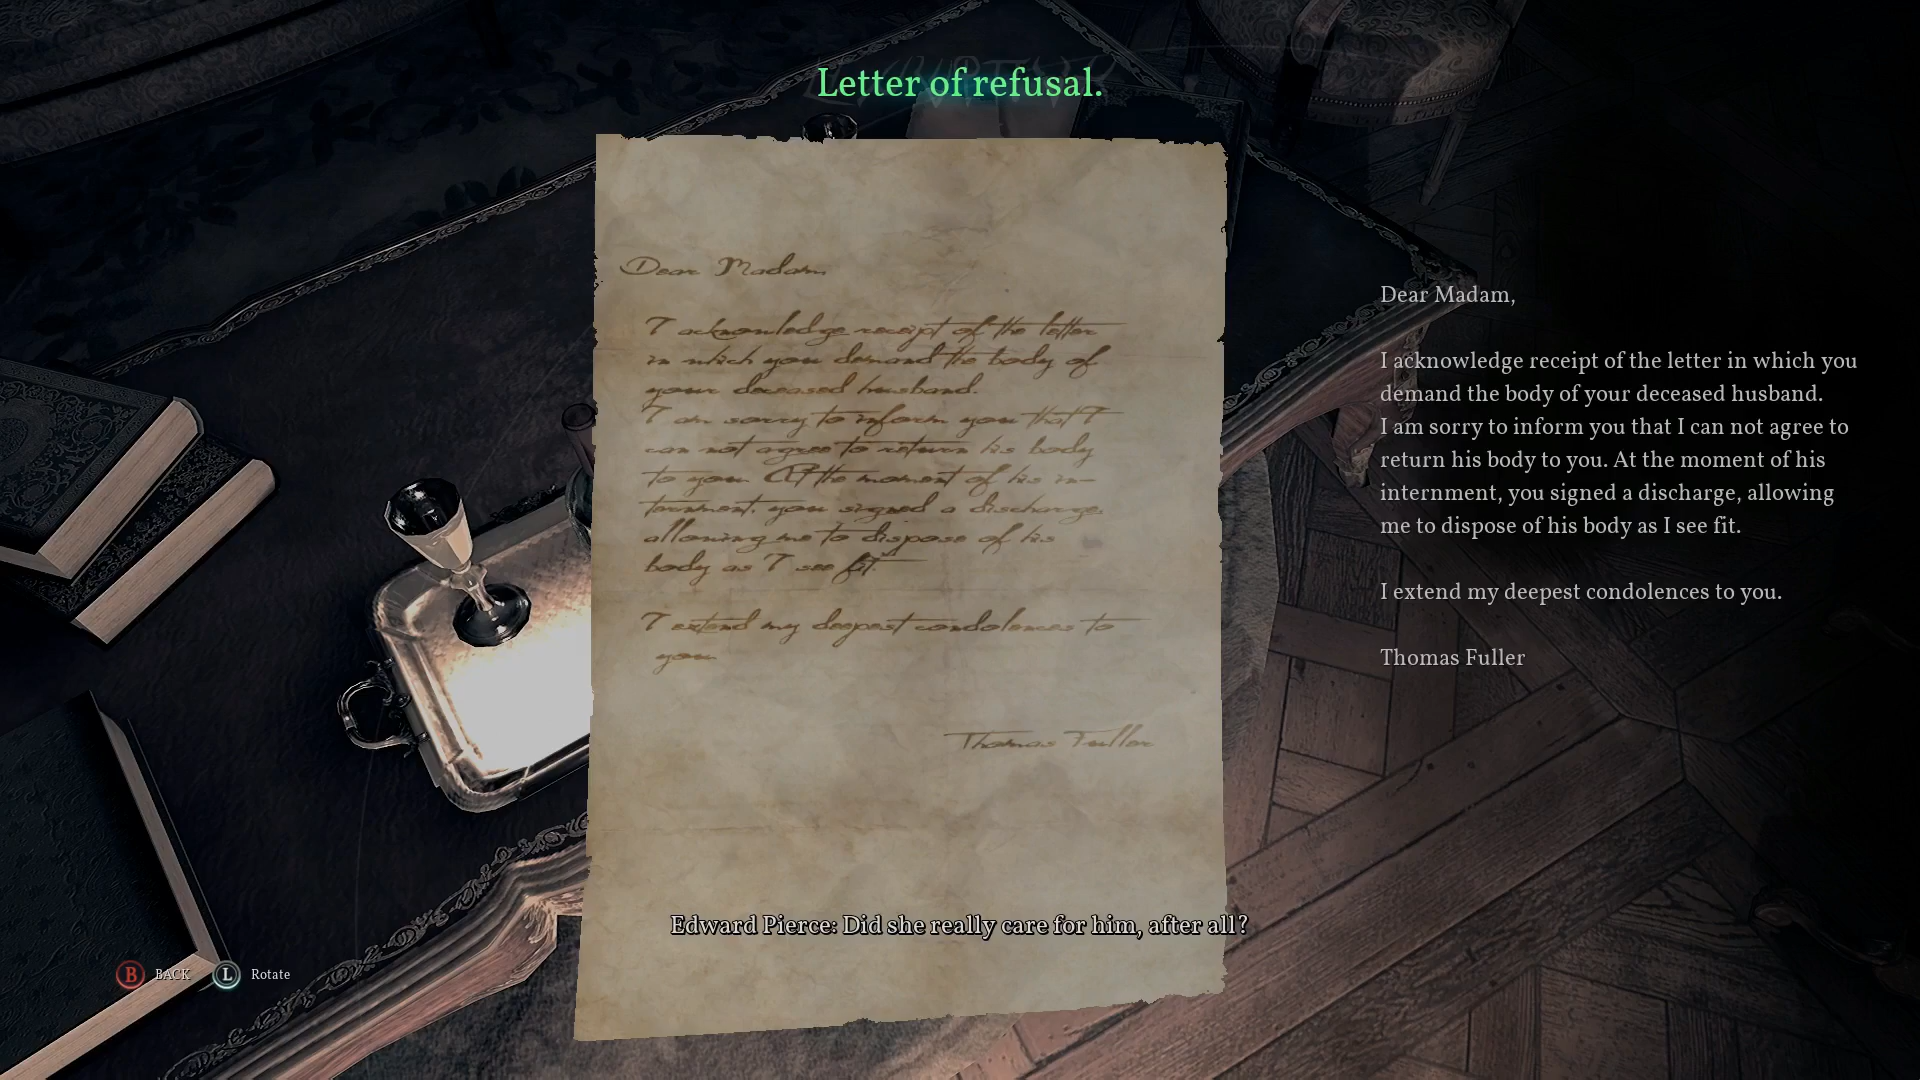 Letter of refusal.
Dear Madam,
I acknowledge receipt of the letter
in which you demand the body of
your deceased husband.
I am sorry to inform you that I
can not agree to return his body
to you. At the moment of his in-
ternment, you signed a discharge,
allowing me to dispose of his
body as I see fit.
I extend my deepest condolences to
you.
Thomas Fuller
Dear Madam,
I acknowledge receipt of the letter in which you
demand the body of your deceased husband.
I am sorry to inform you that I can not agree to
return his body to you. At the moment of his
internment, you signed a discharge, allowing
me to dispose of his body as I see fit.
I extend my deepest condolences to you.
Thomas Fuller
Edward Pierce: Did she really care for him, after all?
B BACK L Rotate